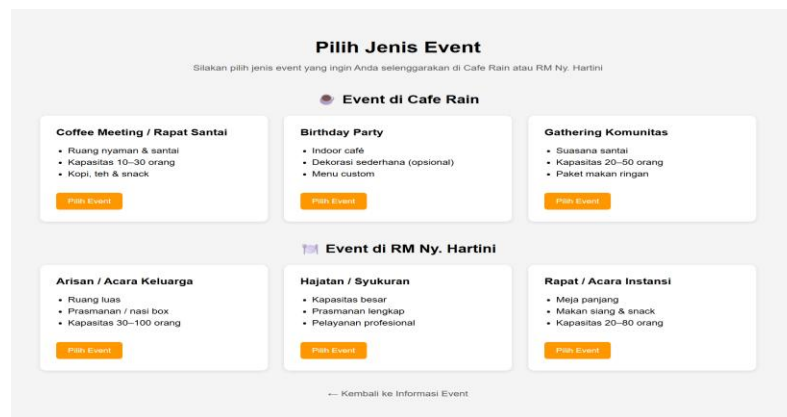 Pilih Jenis Event
Silakan pilih jenis event yang ingin Anda selenggarakan di Cafe Rain atau RM Ny. Hartini
Event di Cafe Rain
Coffee Meeting / Rapat Santai
• Ruang nyaman & santai
• Kapasitas 10–30 orang
• Kopi, teh & snack
Pilih Event
Birthday Party
• Indoor café
• Dekorasi sederhana (opsional)
• Menu custom
Pilih Event
Gathering Komunitas
• Suasana santai
• Kapasitas 20–50 orang
• Paket makan ringan
Pilih Event
Event di RM Ny. Hartini
Arisan / Acara Keluarga
• Ruang luas
• Prasmanan / nasi box
• Kapasitas 30–100 orang
Pilih Event
Hajatan / Syukuran
• Kapasitas besar
• Prasmanan lengkap
• Pelayanan profesional
Pilih Event
Rapat / Acara Instansi
• Meja panjang
• Makan siang & snack
• Kapasitas 20–80 orang
Pilih Event
← Kembali ke Informasi Event